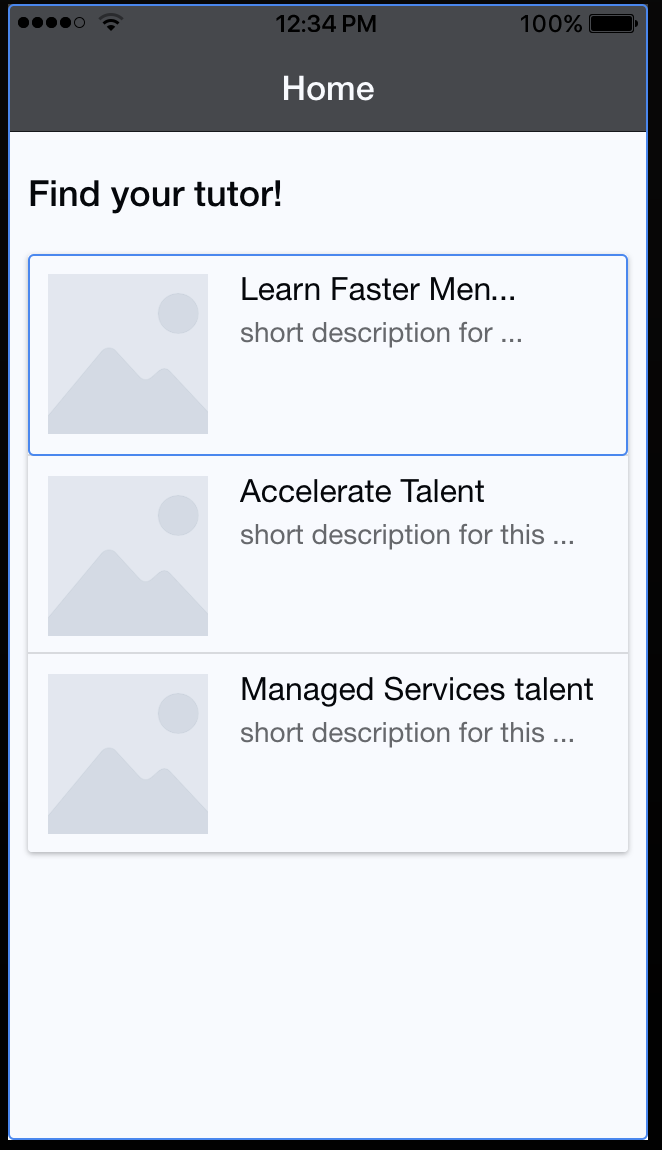 12:34 PM 100%
Home
Find your tutor!
Learn Faster Men...
short description for ...
Accelerate Talent
short description for this ...
Managed Services talent
short description for this ...